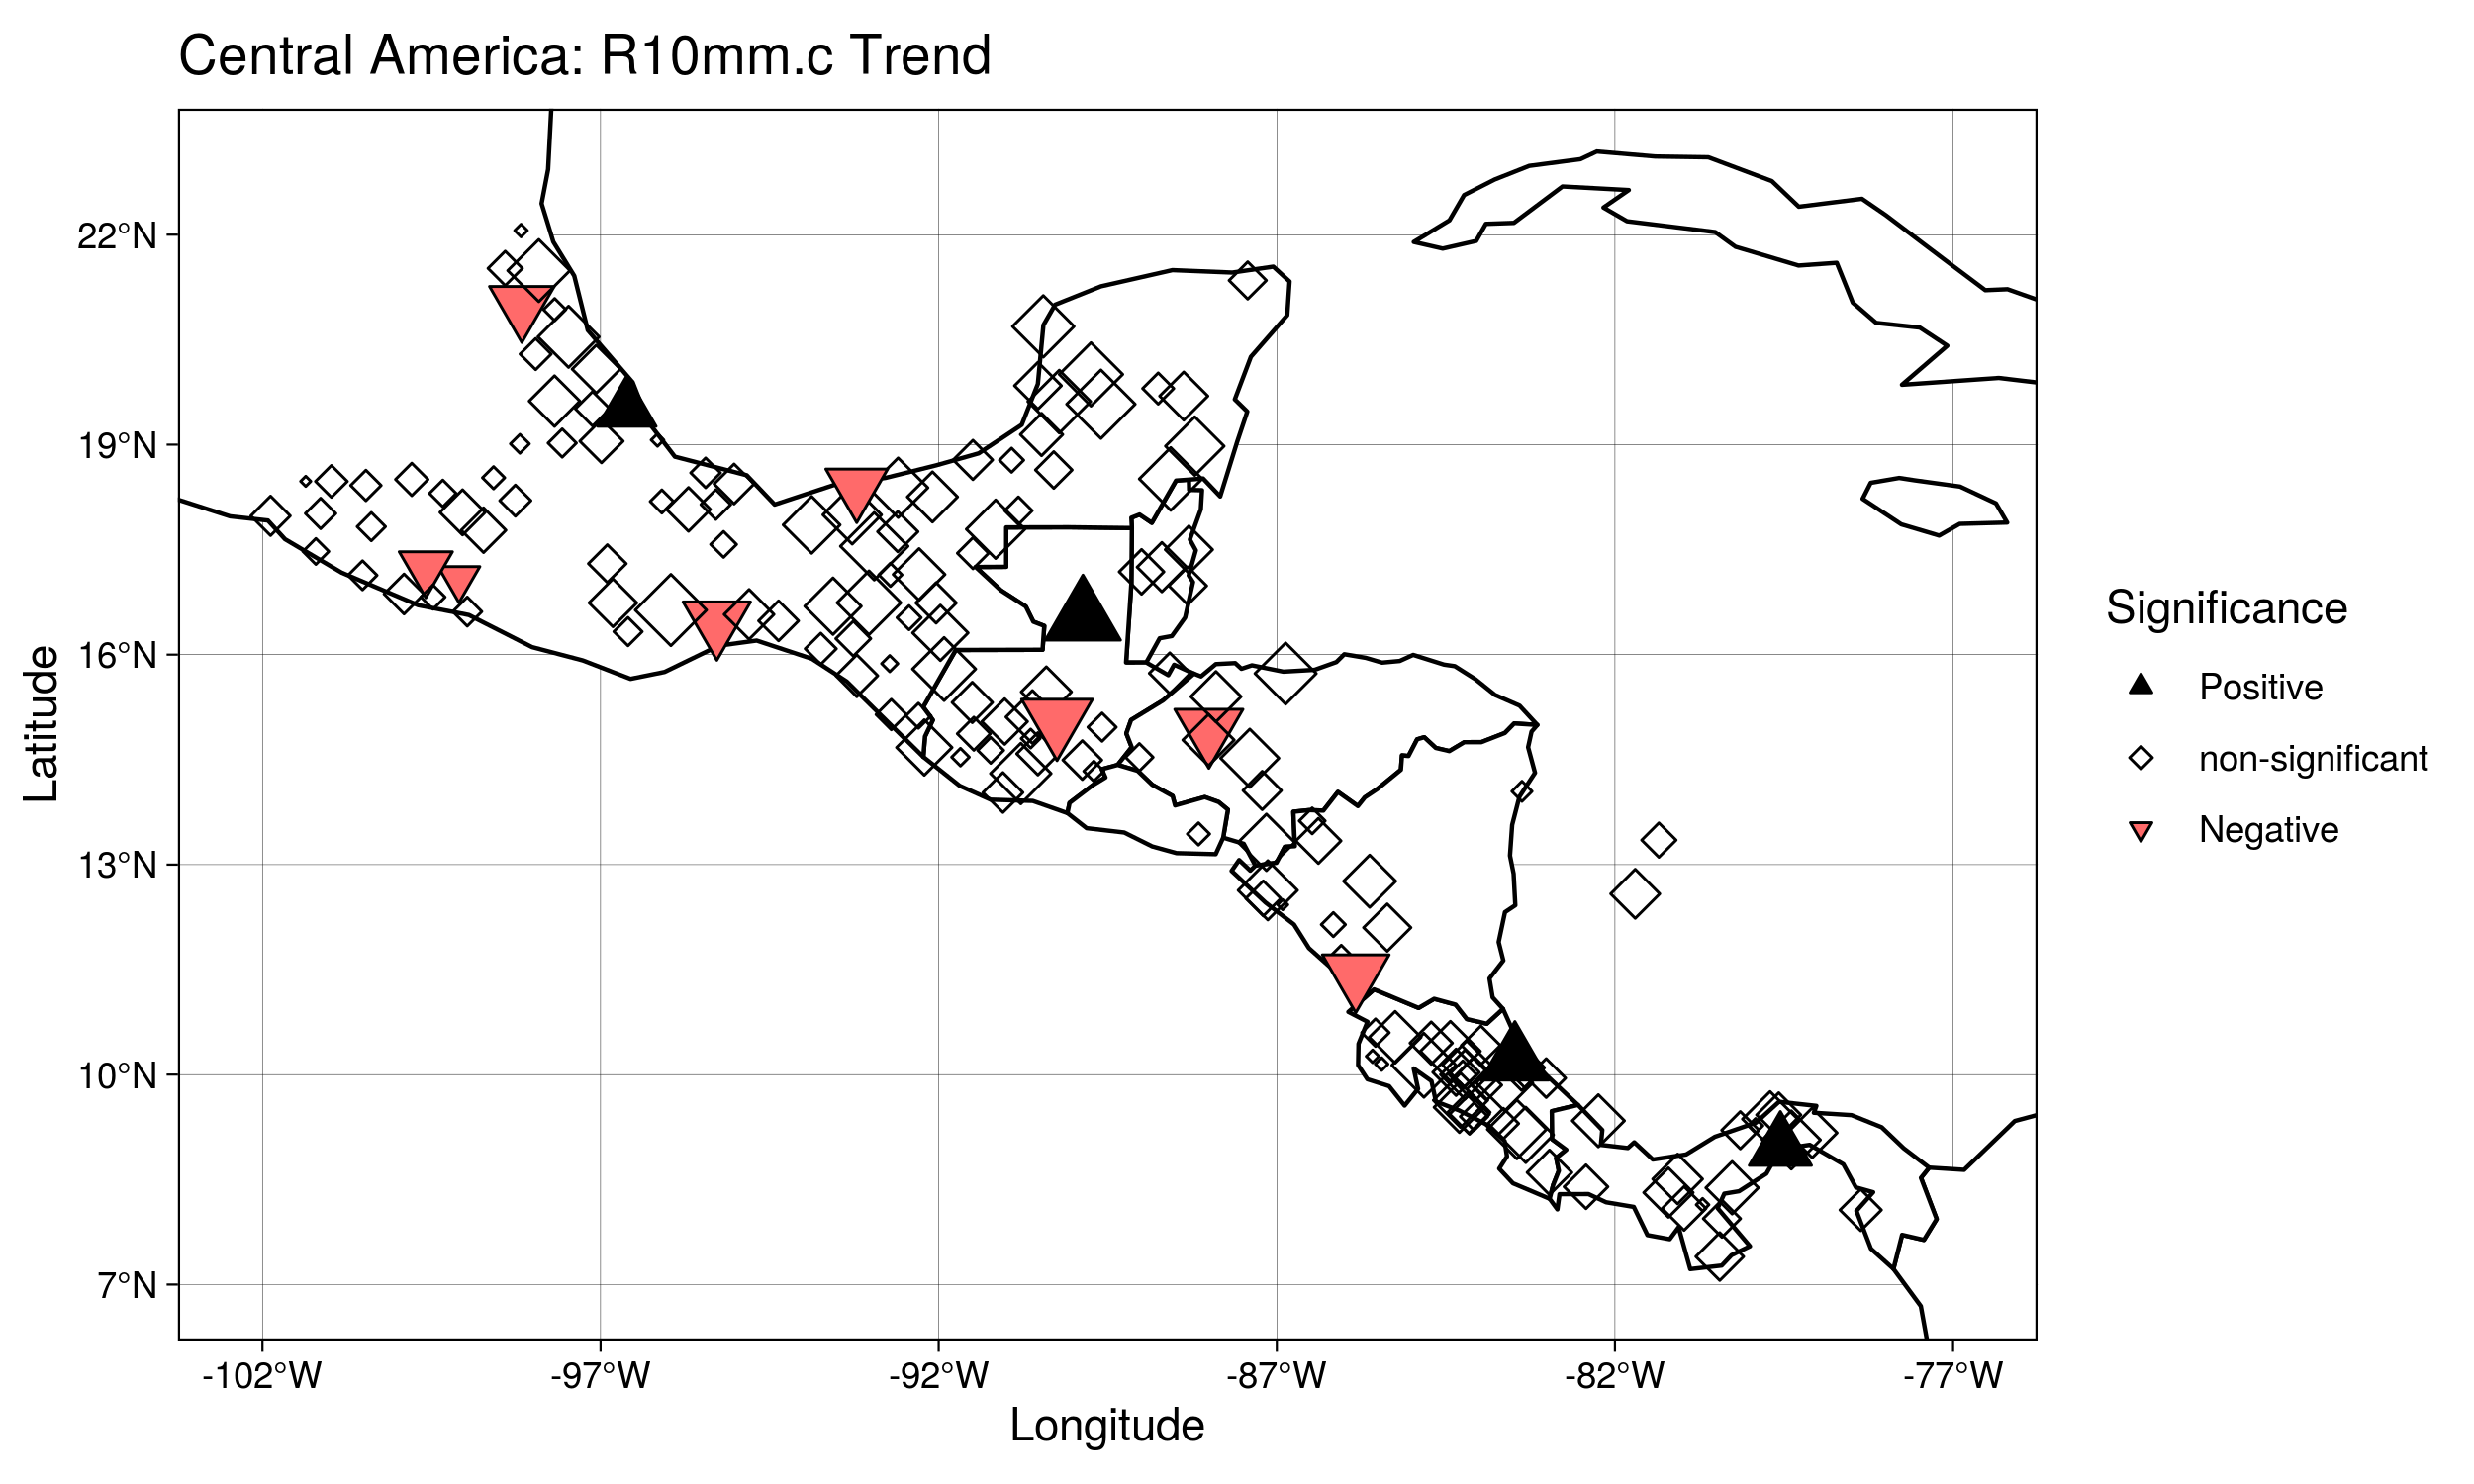 Central America: R10mm.c Trend
22°N
19°N
16°N
13°N
10°N
7°N
Latitude
-102°W
-97°W
-92°W
-87°W
-82°W
-77°W
Longitude
Significance
Positive
non-significant
Negative